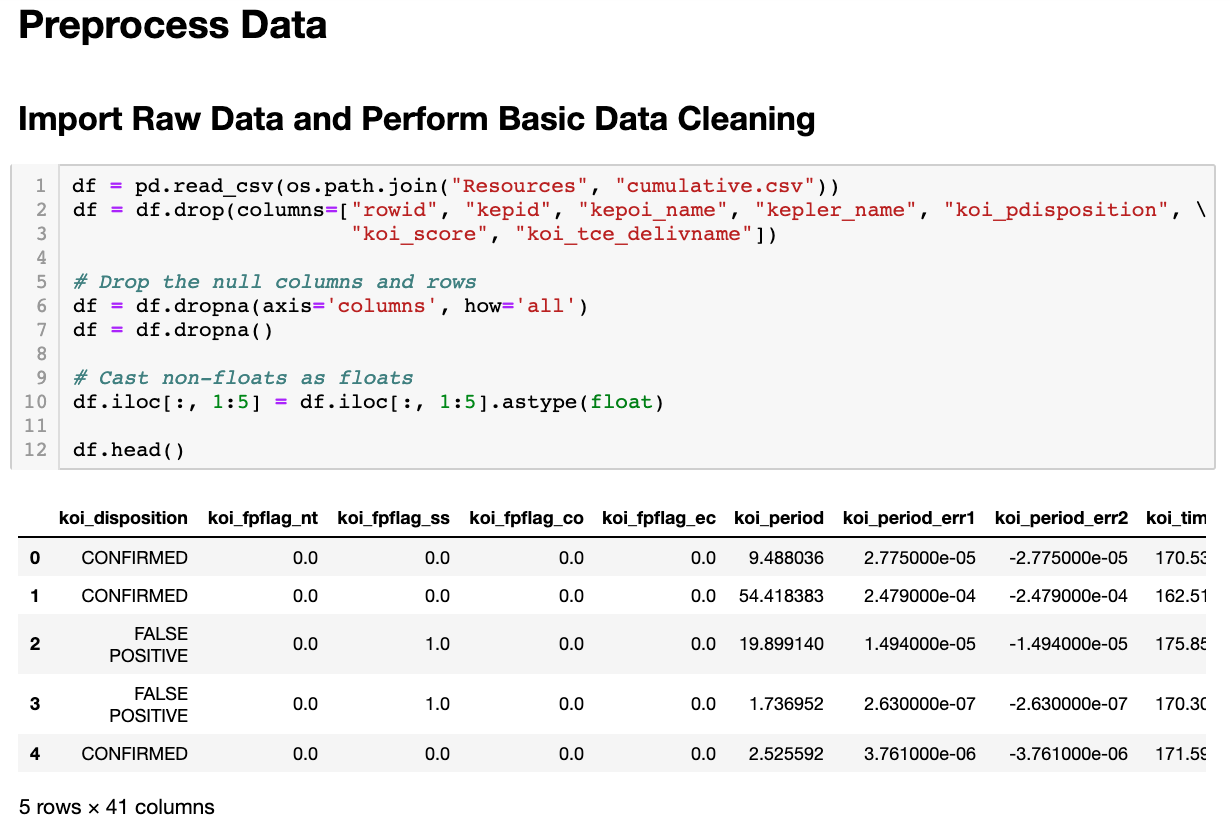 Preprocess Data
Import Raw Data and Perform Basic Data Cleaning
1 df = pd.read_csv(os.path.join("Resources", "cumulative.csv"))
2 df = df.drop(columns=["rowid", "kepid", "kepoi_name", "kepler_name", "koi_pdisposition", \
3 "koi_score", "koi_tce_delivname"])
4
5 # Drop the null columns and rows
6 df = df.dropna(axis='columns', how='all')
7 df = df.dropna()
8
9 # Cast non-floats as floats
10 df.iloc[:, 1:5] = df.iloc[:, 1:5].astype(float)
11
12 df.head()
koi_disposition koi_fpflag_nt koi_fpflag_ss koi_fpflag_co koi_fpflag_ec koi_period koi_period_err1 koi_period_err2 koi_tim
0 CONFIRMED 0.0 0.0 0.0 0.0 9.488036 2.775000e-05 -2.775000e-05 170.53
1 CONFIRMED 0.0 0.0 0.0 0.0 54.418383 2.479000e-04 -2.479000e-04 162.51
2 FALSE POSITIVE 0.0 1.0 0.0 0.0 19.899140 1.494000e-05 -1.494000e-05 175.85
3 FALSE POSITIVE 0.0 1.0 0.0 0.0 1.736952 2.630000e-07 -2.630000e-07 170.30
4 CONFIRMED 0.0 0.0 0.0 0.0 2.525592 3.761000e-06 -3.761000e-06 171.59
5 rows × 41 columns